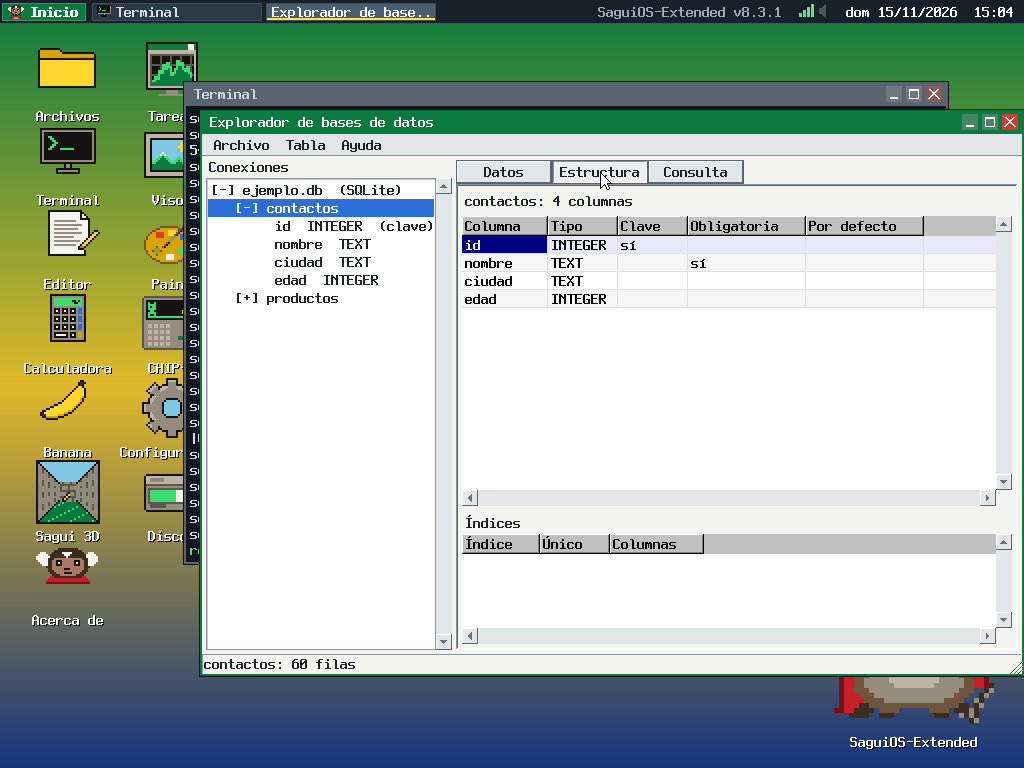 Inicio
Terminal
Explorador de base..
SaguiOS-Extended v8.3.1
dom 15/11/2026
15:04
Archivos
Terminal
Editor
Calculadora
Banana
Sagui 3D
Acerca de
Terminal
Explorador de bases de datos
Archivo Tabla Ayuda
Conexiones
[-] ejemplo.db (SQLite)
[-] contactos
id INTEGER (clave)
nombre TEXT
ciudad TEXT
edad INTEGER
[+] productos
Datos Estructura Consulta
contactos: 4 columnas
Columna Tipo Clave Obligatoria Por defecto
id INTEGER sí
nombre TEXT sí
ciudad TEXT
edad INTEGER
Índices
Índice Único Columnas
contactos: 60 filas
SaguiOS-Extended